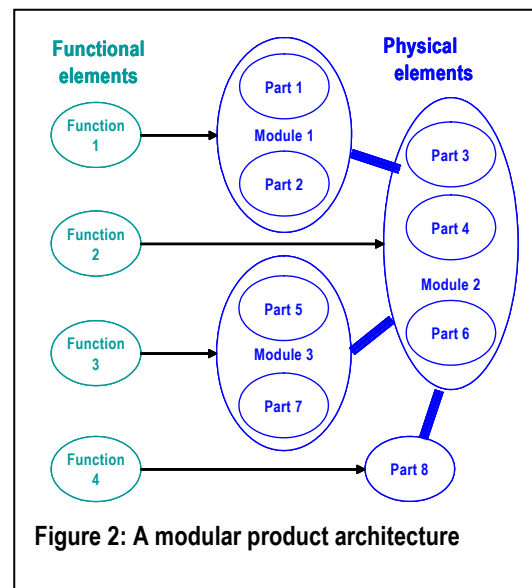 Functional
elements
Physical
elements
Function
1
Part 1
Module 1
Part 2
Part 3
Function
2
Part 4
Module 2
Part 5
Part 6
Function
3
Module 3
Part 7
Function
4
Part 8
Figure 2: A modular product architecture